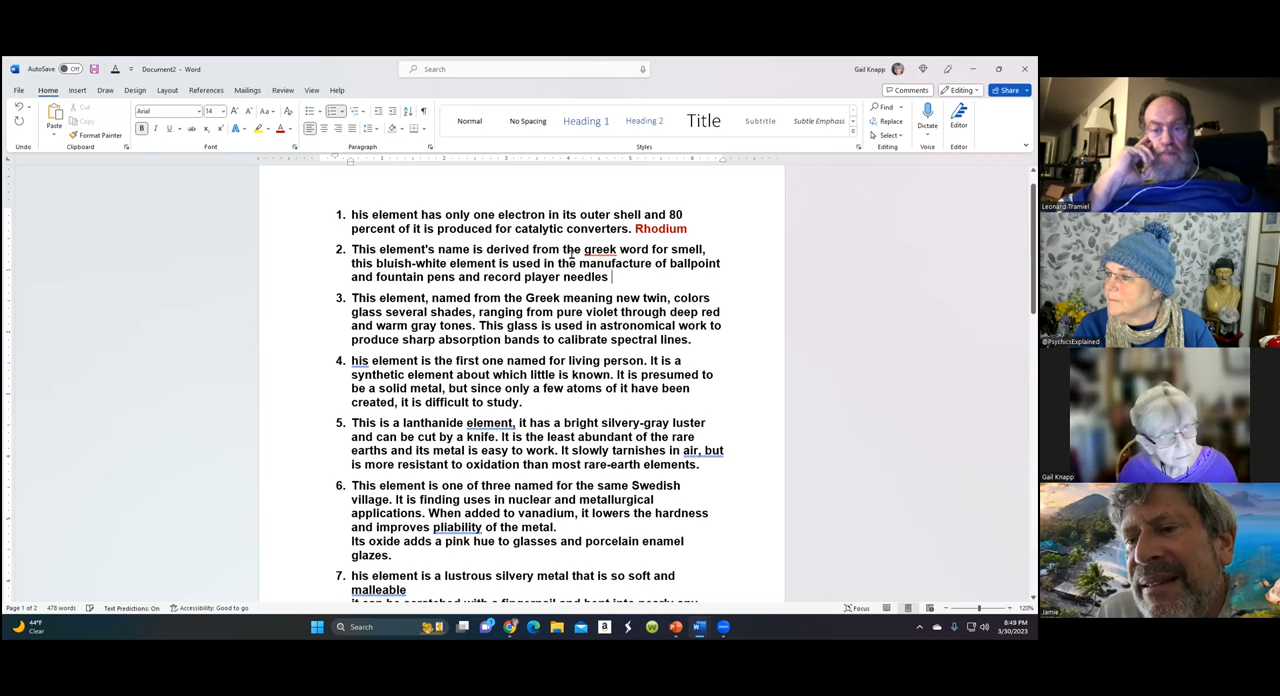 AutoSave Off Document2 - Word Search Gail Knapp
File Home Insert Draw Design Layout References Mailings Review View Help Comments Editing Share
Cut
Copy
Format Painter
Paste
Arial 14
Normal No Spacing Heading 1 Heading 2 Title Subtitle Subtle Emphasis
Find
Replace
Select
Dictate Editor
Undo Clipboard Font Paragraph Styles Editing Voice Editor
1. his element has only one electron in its outer shell and 80
percent of it is produced for catalytic converters. Rhodium
2. This element's name is derived from the greek word for smell,
this bluish-white element is used in the manufacture of ballpoint
and fountain pens and record player needles
3. This element, named from the Greek meaning new twin, colors
glass several shades, ranging from pure violet through deep red
and warm gray tones. This glass is used in astronomical work to
produce sharp absorption bands to calibrate spectral lines.
4. his element is the first one named for living person. It is a
synthetic element about which little is known. It is presumed to
be a solid metal, but since only a few atoms of it have been
created, it is difficult to study.
5. This is a lanthanide element, it has a bright silvery-gray luster
and can be cut by a knife. It is the least abundant of the rare
earths and its metal is easy to work. It slowly tarnishes in air, but
is more resistant to oxidation than most rare-earth elements.
6. This element is one of three named for the same Swedish
village. It is finding uses in nuclear and metallurgical
applications. When added to vanadium, it lowers the hardness
and improves pliability of the metal.
Its oxide adds a pink hue to glasses and porcelain enamel
glazes.
7. his element is a lustrous silvery metal that is so soft and
malleable
it can be scratched with a fingernail and bent into nearly any
Page 1 of 2 478 words Text Predictions: On Accessibility: Good to go Focus 120%
44°F
Clear
Search
8:49 PM
3/30/2023
Leonard Tramiel
@PsychicsExplained
Gail Knapp
Jamie